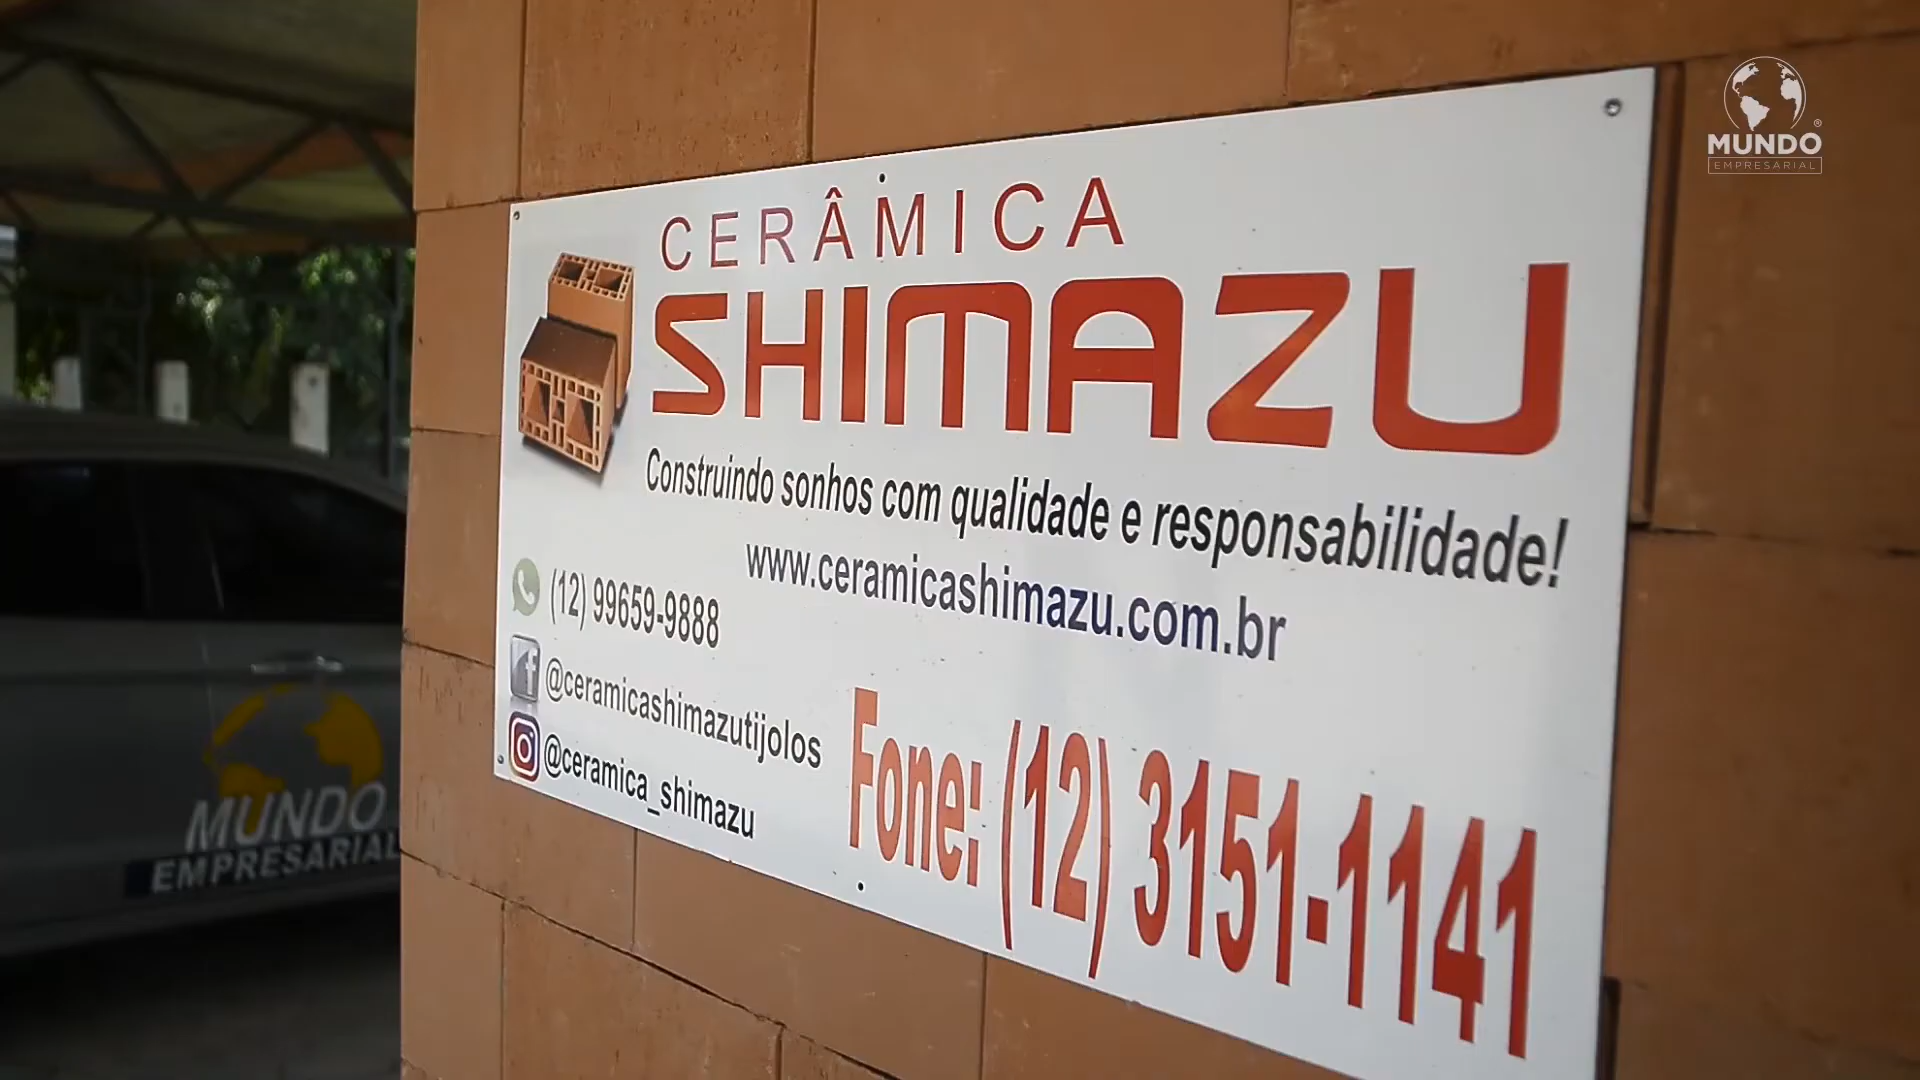 MUNDO
EMPRESARIAL
CERÂMICA
SHIMAZU
Construindo sonhos com qualidade e responsabilidade!
www.ceramicashimazu.com.br
(12) 99659-9888
@ceramicashimazutijolos
@ceramica_shimazu
Fone: (12) 3151-1141
MUNDO
EMPRESARIAL